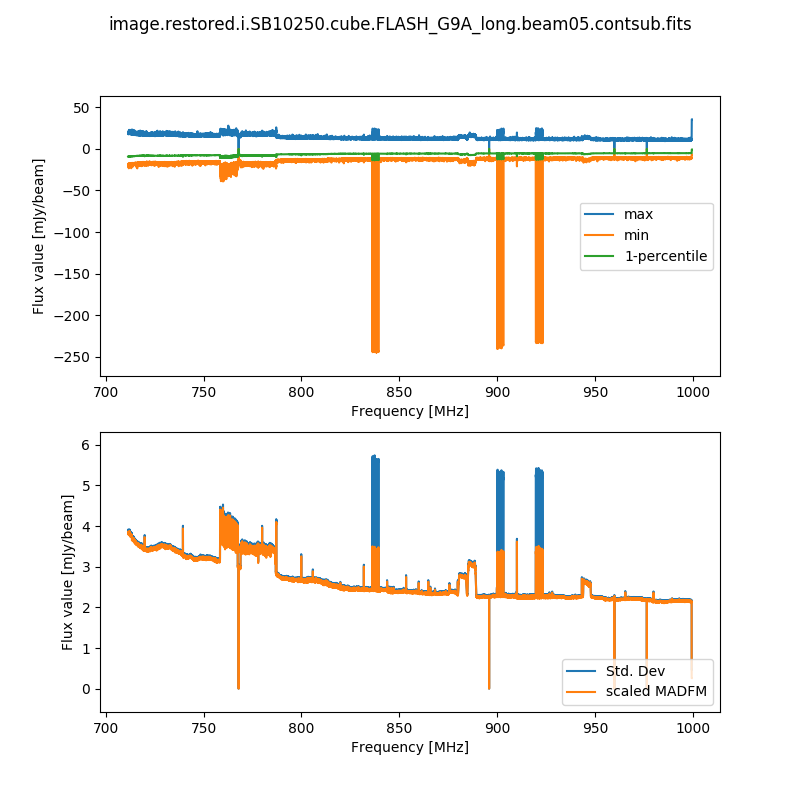 image.restored.i.SB10250.cube.FLASH_G9A_long.beam05.contsub.fits
50
0
−50
−100
−150
−200
−250
Flux value [mJy/beam]
max
min
1-percentile
700 750 800 850 900 950 1000
Frequency [MHz]
6
5
4
3
2
1
0
Flux value [mJy/beam]
Std. Dev
scaled MADFM
700 750 800 850 900 950 1000
Frequency [MHz]